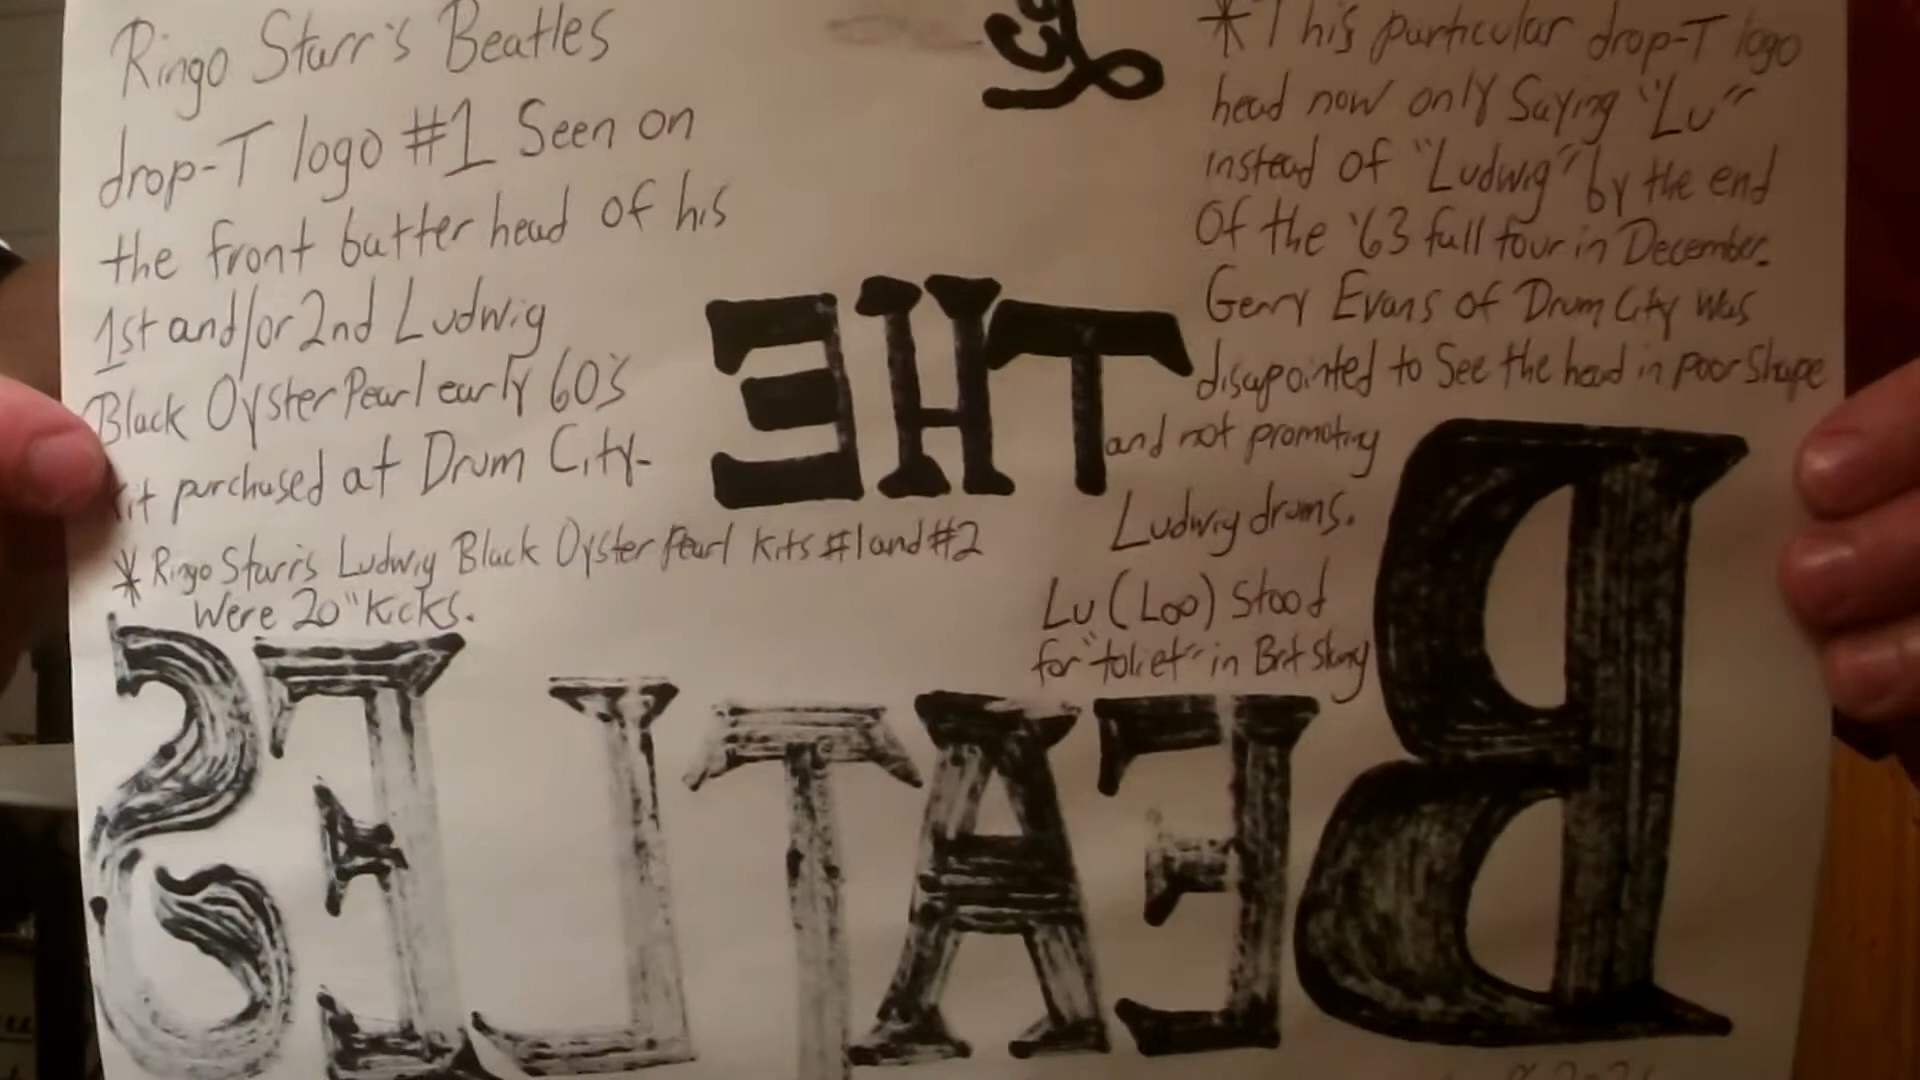 Ringo Starr's Beatles
drop-T logo #1 Seen on
the front batter head of his
1st and/or 2nd Ludwig
Black Oyster Pearl early 60's
kit purchased at Drum City.
* Ringo Starr's Ludwig Black Oyster Pearl Kits #1 and #2
Were 20" Kicks.
* This particular drop-T logo
head now only Saying "Lu"
instead of "Ludwig" by the end
Of the '63 full tour in December.
Gerry Evans of Drum City was
disapointed to See the head in poor Shape
and not promoting
Ludwig drums.
Lu (Loo) Stood
for "toliet" in Brit Slang
THE
BEATLES